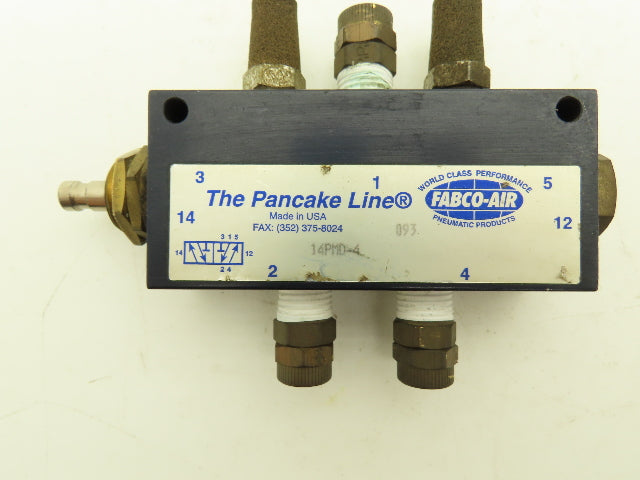 3 1 5
The Pancake Line®
WORLD CLASS PERFORMANCE
FABCO-AIR
PNEUMATIC PRODUCTS
Made in USA
FAX: (352) 375-8024
093
14 12
14PMD-4
3 1 5
14 12
2 4
2 4